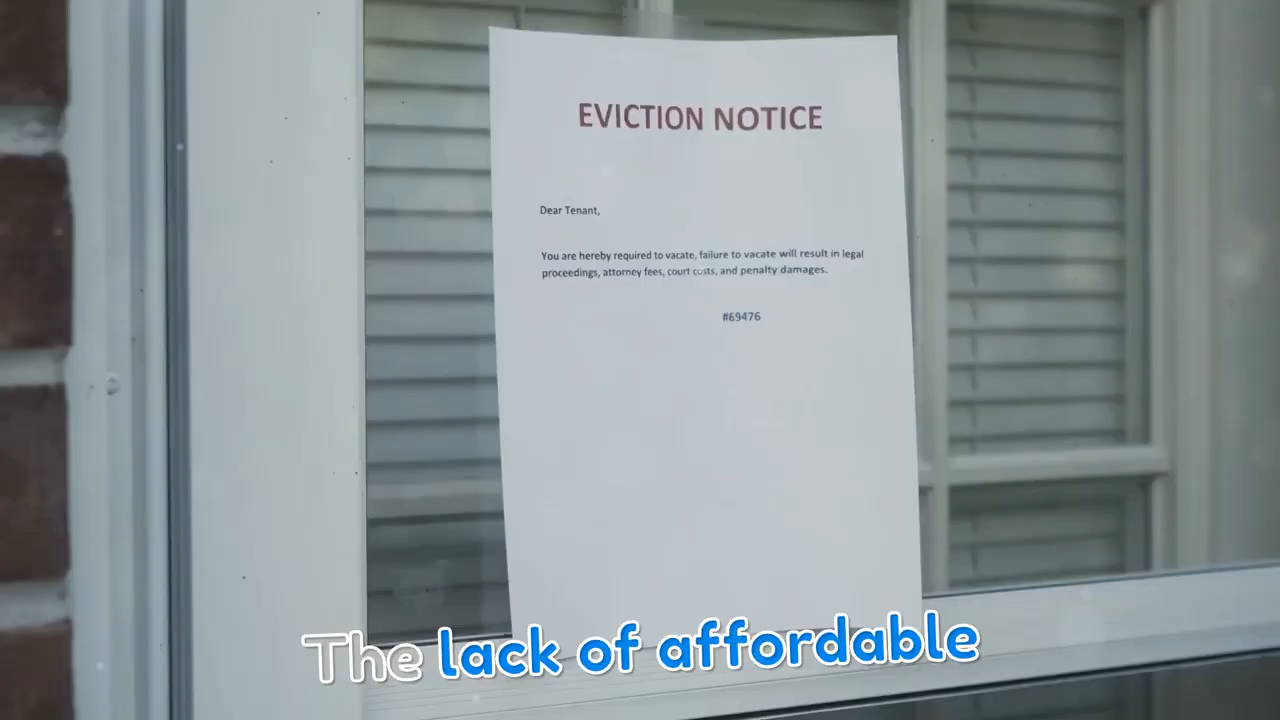 EVICTION NOTICE
Dear Tenant,
You are hereby required to vacate, failure to vacate will result in legal
proceedings, attorney fees, court costs, and penalty damages.
#69476
The lack of affordable